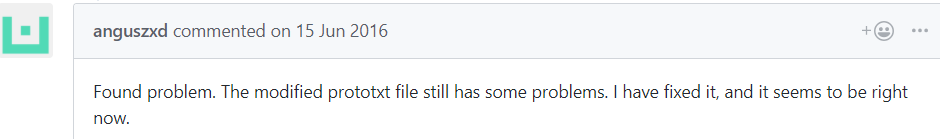 anguszxd commented on 15 Jun 2016
Found problem. The modified prototxt file still has some problems. I have fixed it, and it seems to be right
now.